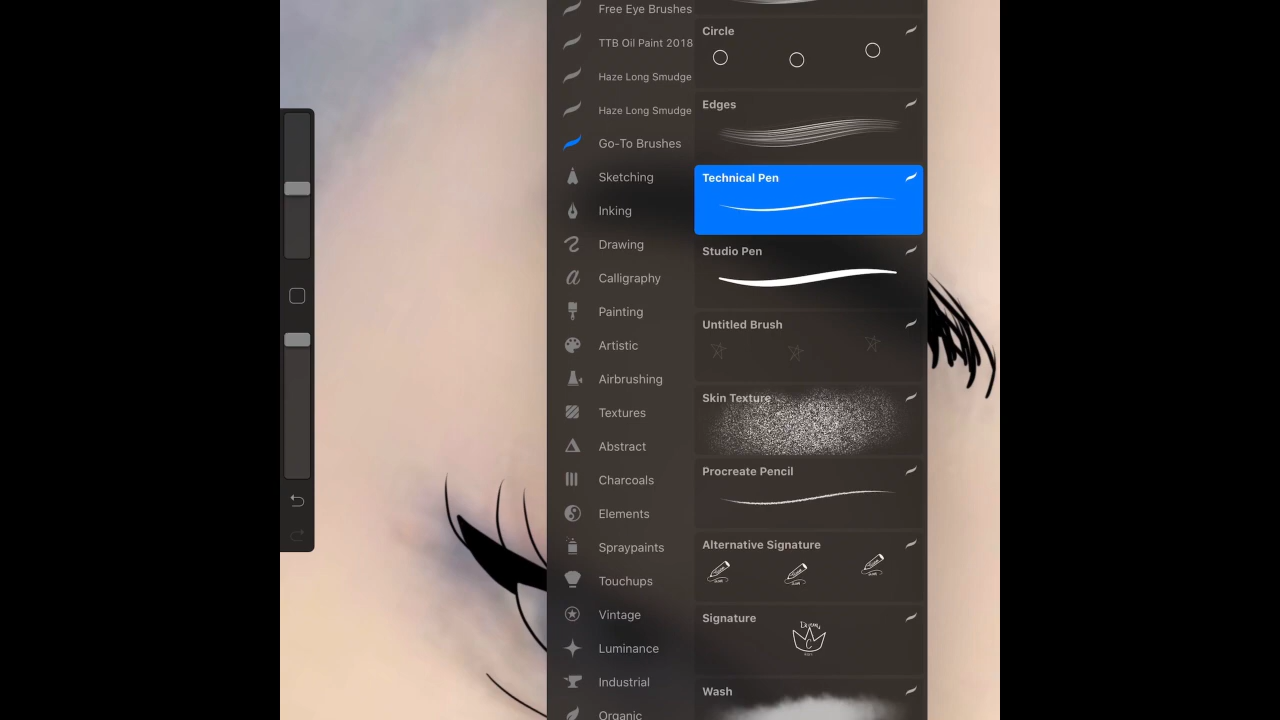 Free Eye Brushes
TTB Oil Paint 2018
Haze Long Smudge
Haze Long Smudge
Go-To Brushes
Sketching
Inking
Drawing
Calligraphy
Painting
Artistic
Airbrushing
Textures
Abstract
Charcoals
Elements
Spraypaints
Touchups
Vintage
Luminance
Industrial
Organic
Circle
Edges
Technical Pen
Studio Pen
Untitled Brush
Skin Texture
Procreate Pencil
Alternative Signature
Signature
Wash